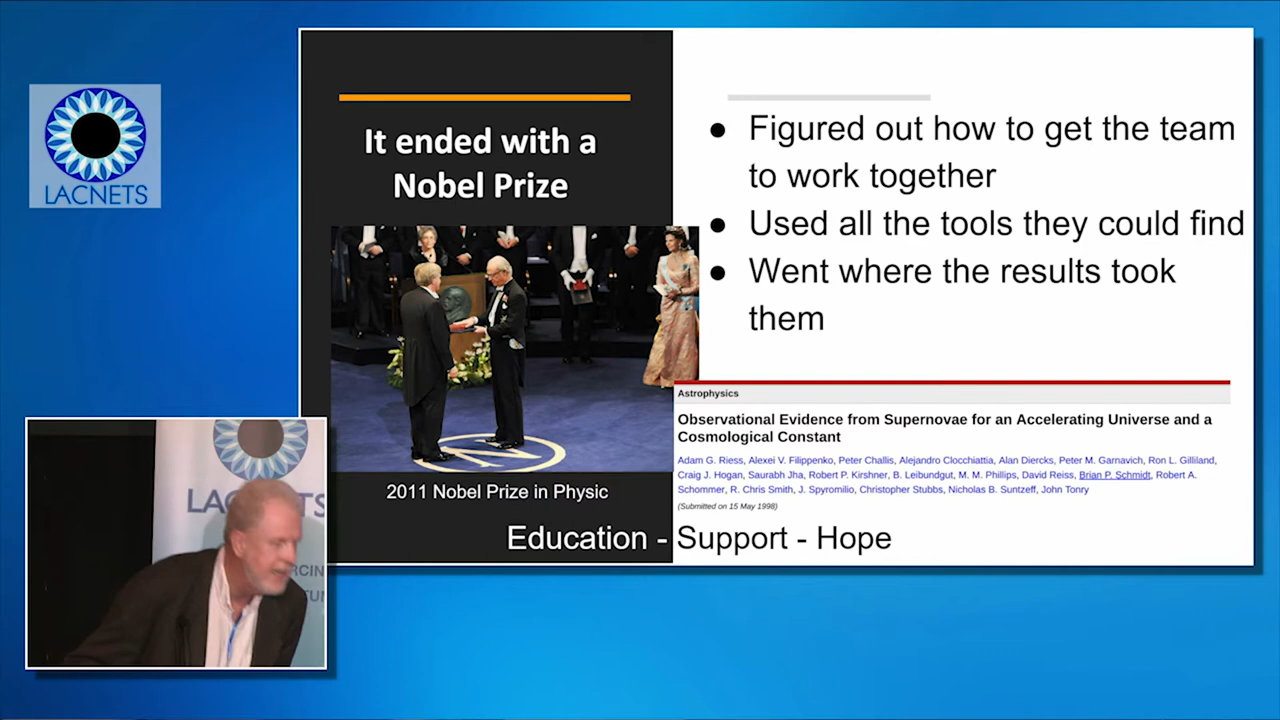 LACNETS
It ended with a
Nobel Prize
2011 Nobel Prize in Physic
● Figured out how to get the team
to work together
● Used all the tools they could find
● Went where the results took
them
Astrophysics
Observational Evidence from Supernovae for an Accelerating Universe and a
Cosmological Constant
Adam G. Riess, Alexei V. Filippenko, Peter Challis, Alejandro Clocchiattia, Alan Diercks, Peter M. Garnavich, Ron L. Gilliland,
Craig J. Hogan, Saurabh Jha, Robert P. Kirshner, B. Leibundgut, M. M. Phillips, David Reiss, Brian P. Schmidt, Robert A.
Schommer, R. Chris Smith, J. Spyromilio, Christopher Stubbs, Nicholas B. Suntzeff, John Tonry
(Submitted on 15 May 1998)
Education - Support - Hope